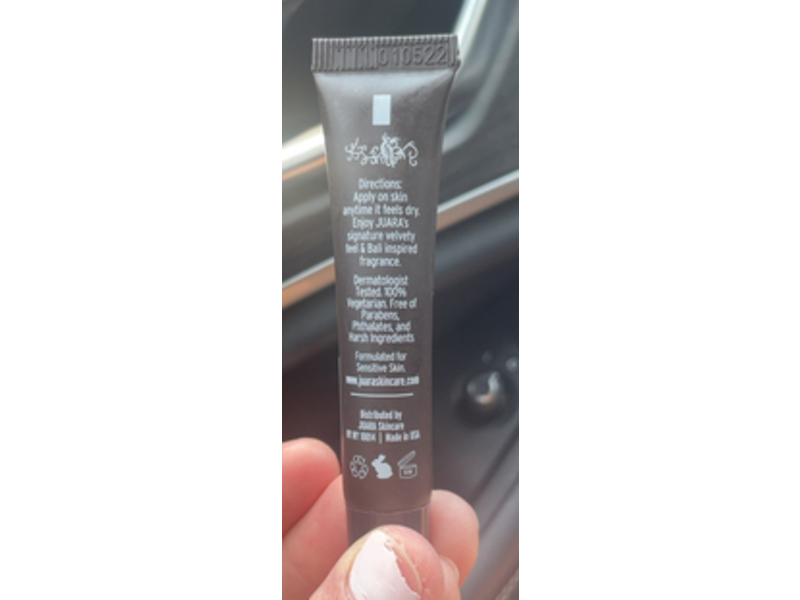 010522
Directions:
Apply on skin
anytime it feels dry.
Enjoy JUARA's
signature velvety
feel & Bali inspired
fragrance.
Dermatologist
Tested. 100%
Vegetarian. Free of
Parabens,
Phthalates, and
Harsh Ingredients
Formulated for
Sensitive Skin.
www.juaraskincare.com
Distributed by
JUARA Skincare
NY NY 10014 | Made in USA